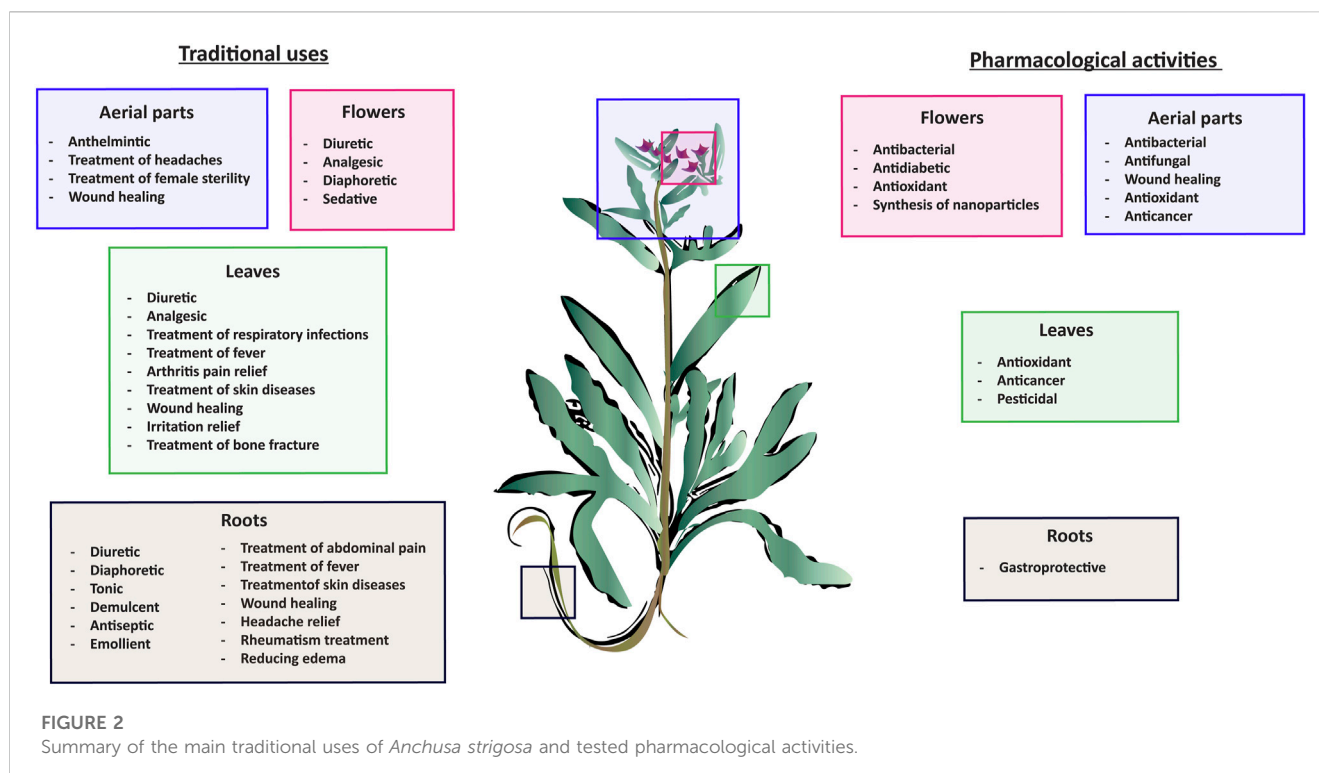 Traditional uses
Aerial parts
- Anthelmintic
- Treatment of headaches
- Treatment of female sterility
- Wound healing
Flowers
- Diuretic
- Analgesic
- Diaphoretic
- Sedative
Leaves
- Diuretic
- Analgesic
- Treatment of respiratory infections
- Treatment of fever
- Arthritis pain relief
- Treatment of skin diseases
- Wound healing
- Irritation relief
- Treatment of bone fracture
Roots
- Diuretic
- Diaphoretic
- Tonic
- Demulcent
- Antiseptic
- Emollient
- Treatment of abdominal pain
- Treatment of fever
- Treatmentof skin diseases
- Wound healing
- Headache relief
- Rheumatism treatment
- Reducing edema
Pharmacological activities
Flowers
- Antibacterial
- Antidiabetic
- Antioxidant
- Synthesis of nanoparticles
Aerial parts
- Antibacterial
- Antifungal
- Wound healing
- Antioxidant
- Anticancer
Leaves
- Antioxidant
- Anticancer
- Pesticidal
Roots
- Gastroprotective
FIGURE 2
Summary of the main traditional uses of Anchusa strigosa and tested pharmacological activities.